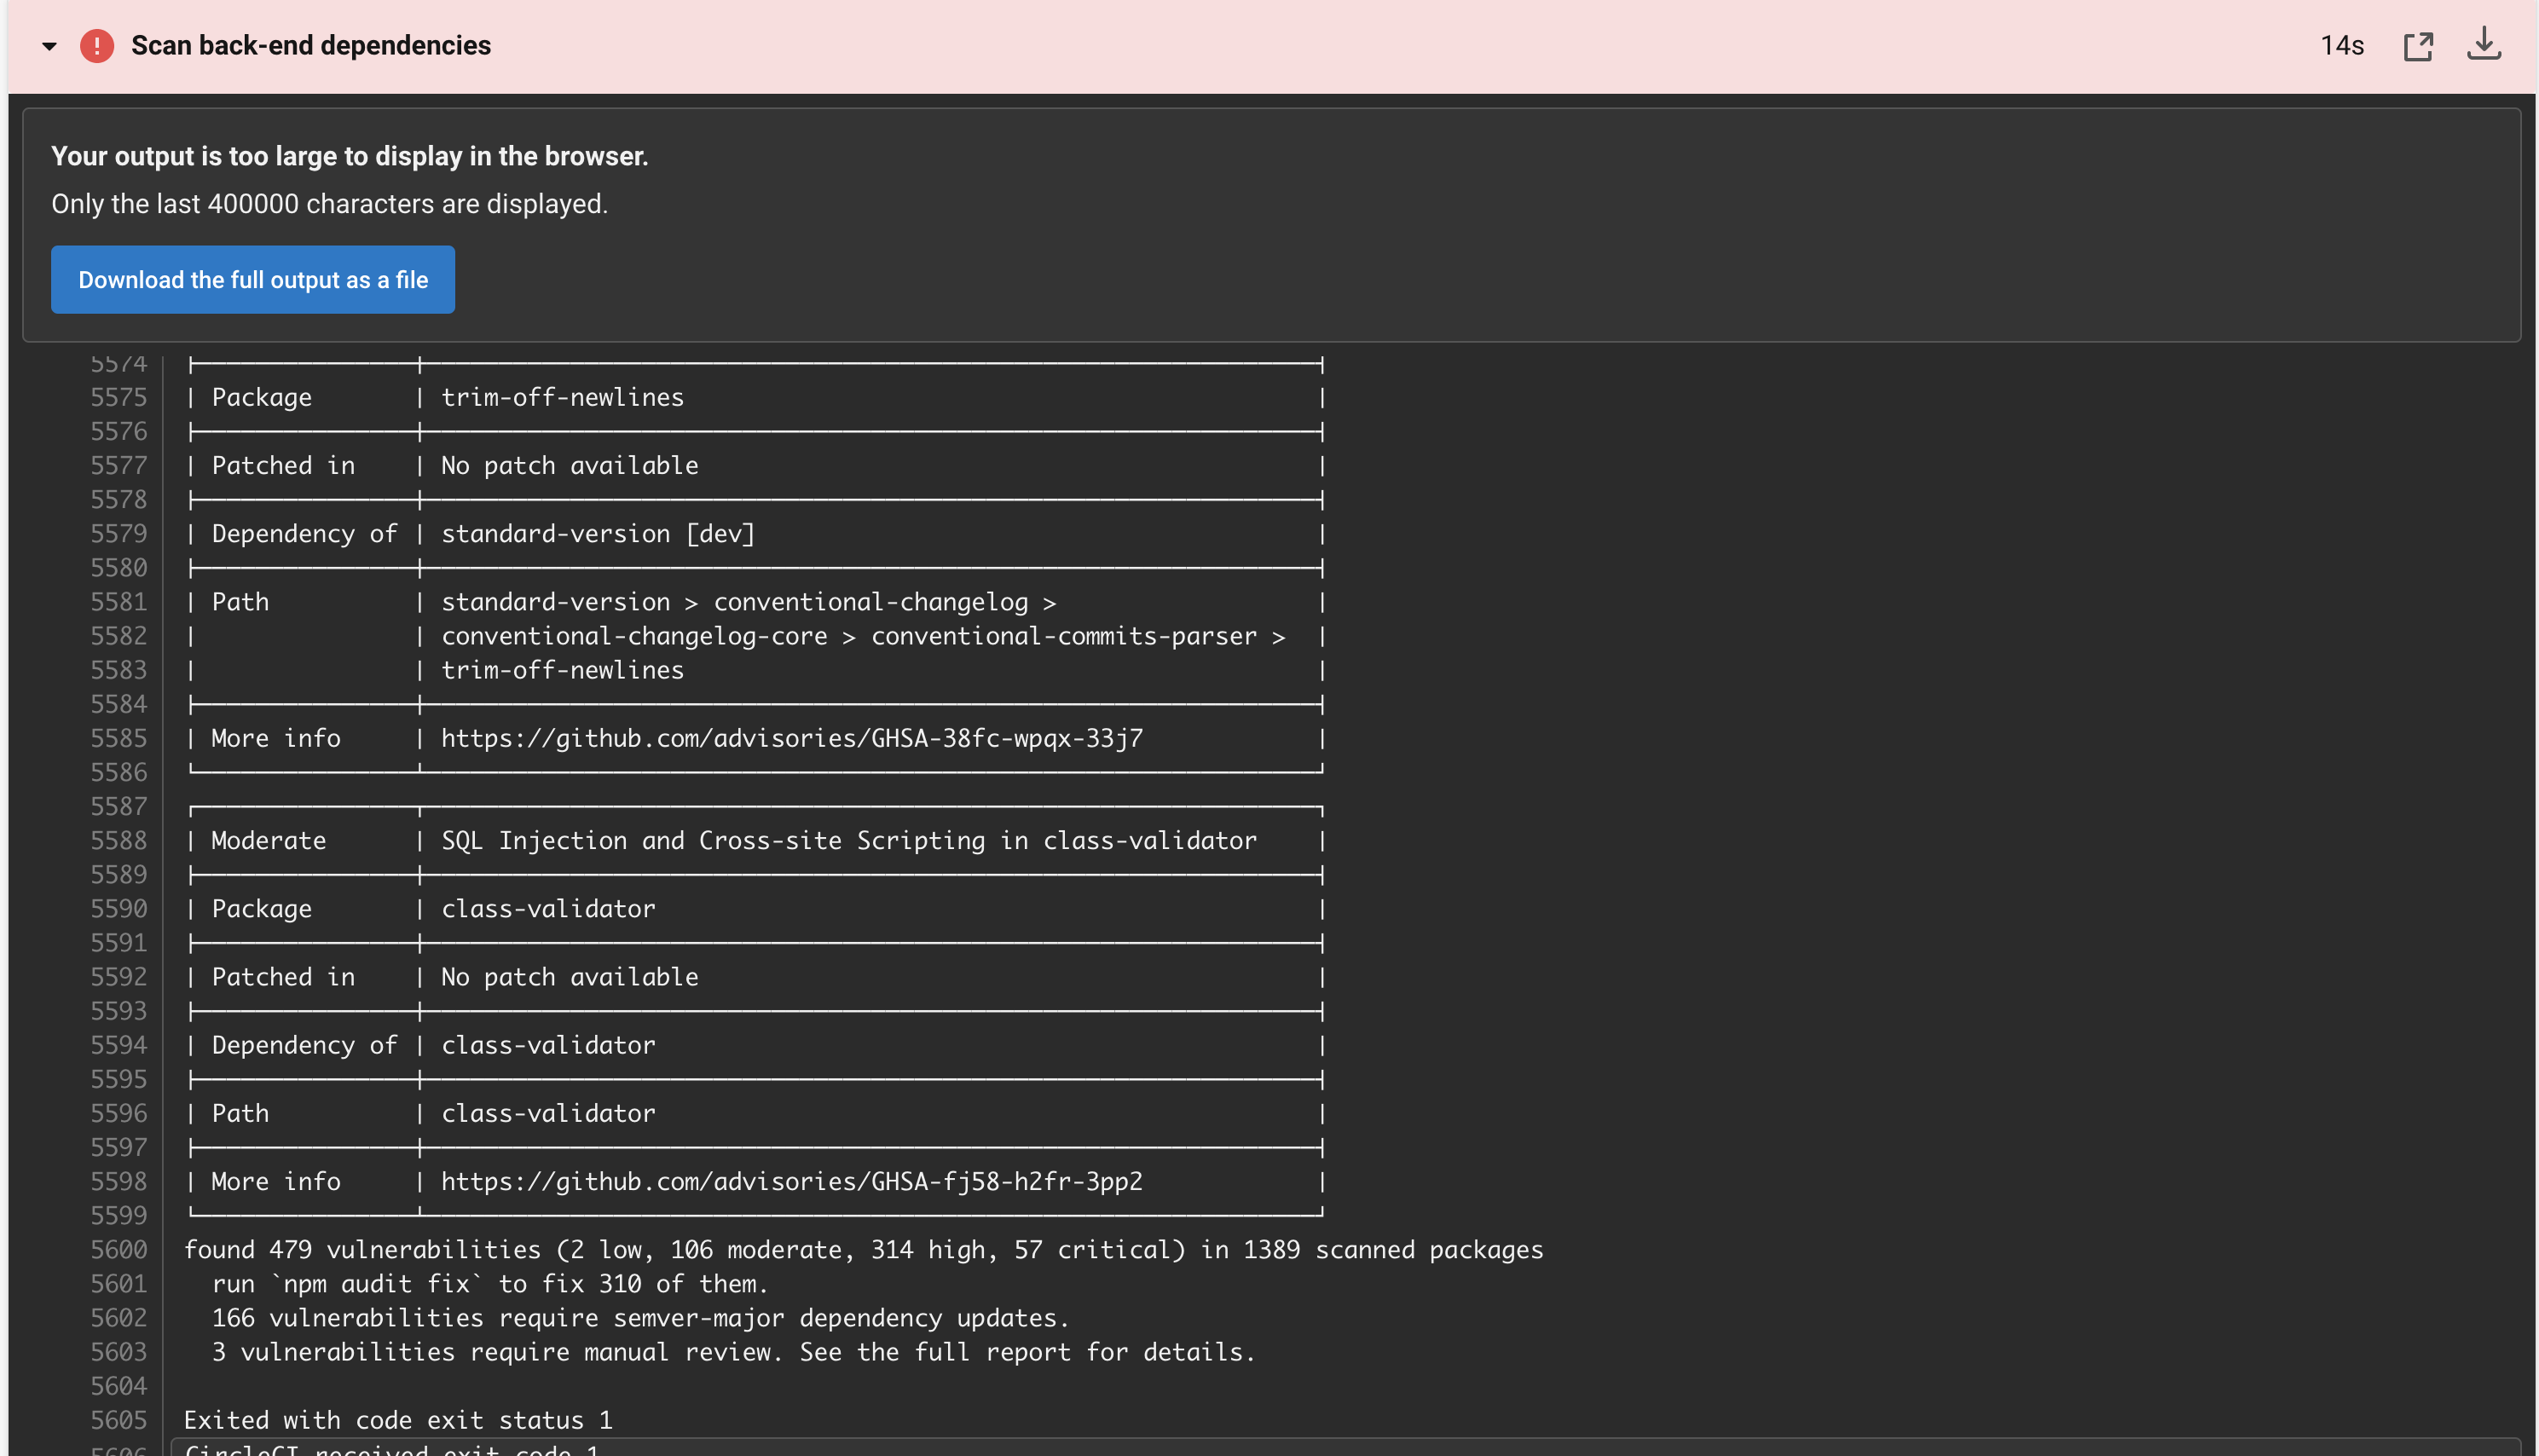 Scan back-end dependencies
14s
Your output is too large to display in the browser.
Only the last 400000 characters are displayed.
Download the full output as a file
5574
5575 | Package | trim-off-newlines |
5576
5577 | Patched in | No patch available |
5578
5579 | Dependency of | standard-version [dev] |
5580
5581 | Path | standard-version > conventional-changelog > |
5582 | | conventional-changelog-core > conventional-commits-parser > |
5583 | | trim-off-newlines |
5584
5585 | More info | https://github.com/advisories/GHSA-38fc-wpqx-33j7 |
5586
5587
5588 | Moderate | SQL Injection and Cross-site Scripting in class-validator |
5589
5590 | Package | class-validator |
5591
5592 | Patched in | No patch available |
5593
5594 | Dependency of | class-validator |
5595
5596 | Path | class-validator |
5597
5598 | More info | https://github.com/advisories/GHSA-fj58-h2fr-3pp2 |
5599
5600 found 479 vulnerabilities (2 low, 106 moderate, 314 high, 57 critical) in 1389 scanned packages
5601 run `npm audit fix` to fix 310 of them.
5602 166 vulnerabilities require semver-major dependency updates.
5603 3 vulnerabilities require manual review. See the full report for details.
5604
5605 Exited with code exit status 1
5606 CircleCI received exit code 1